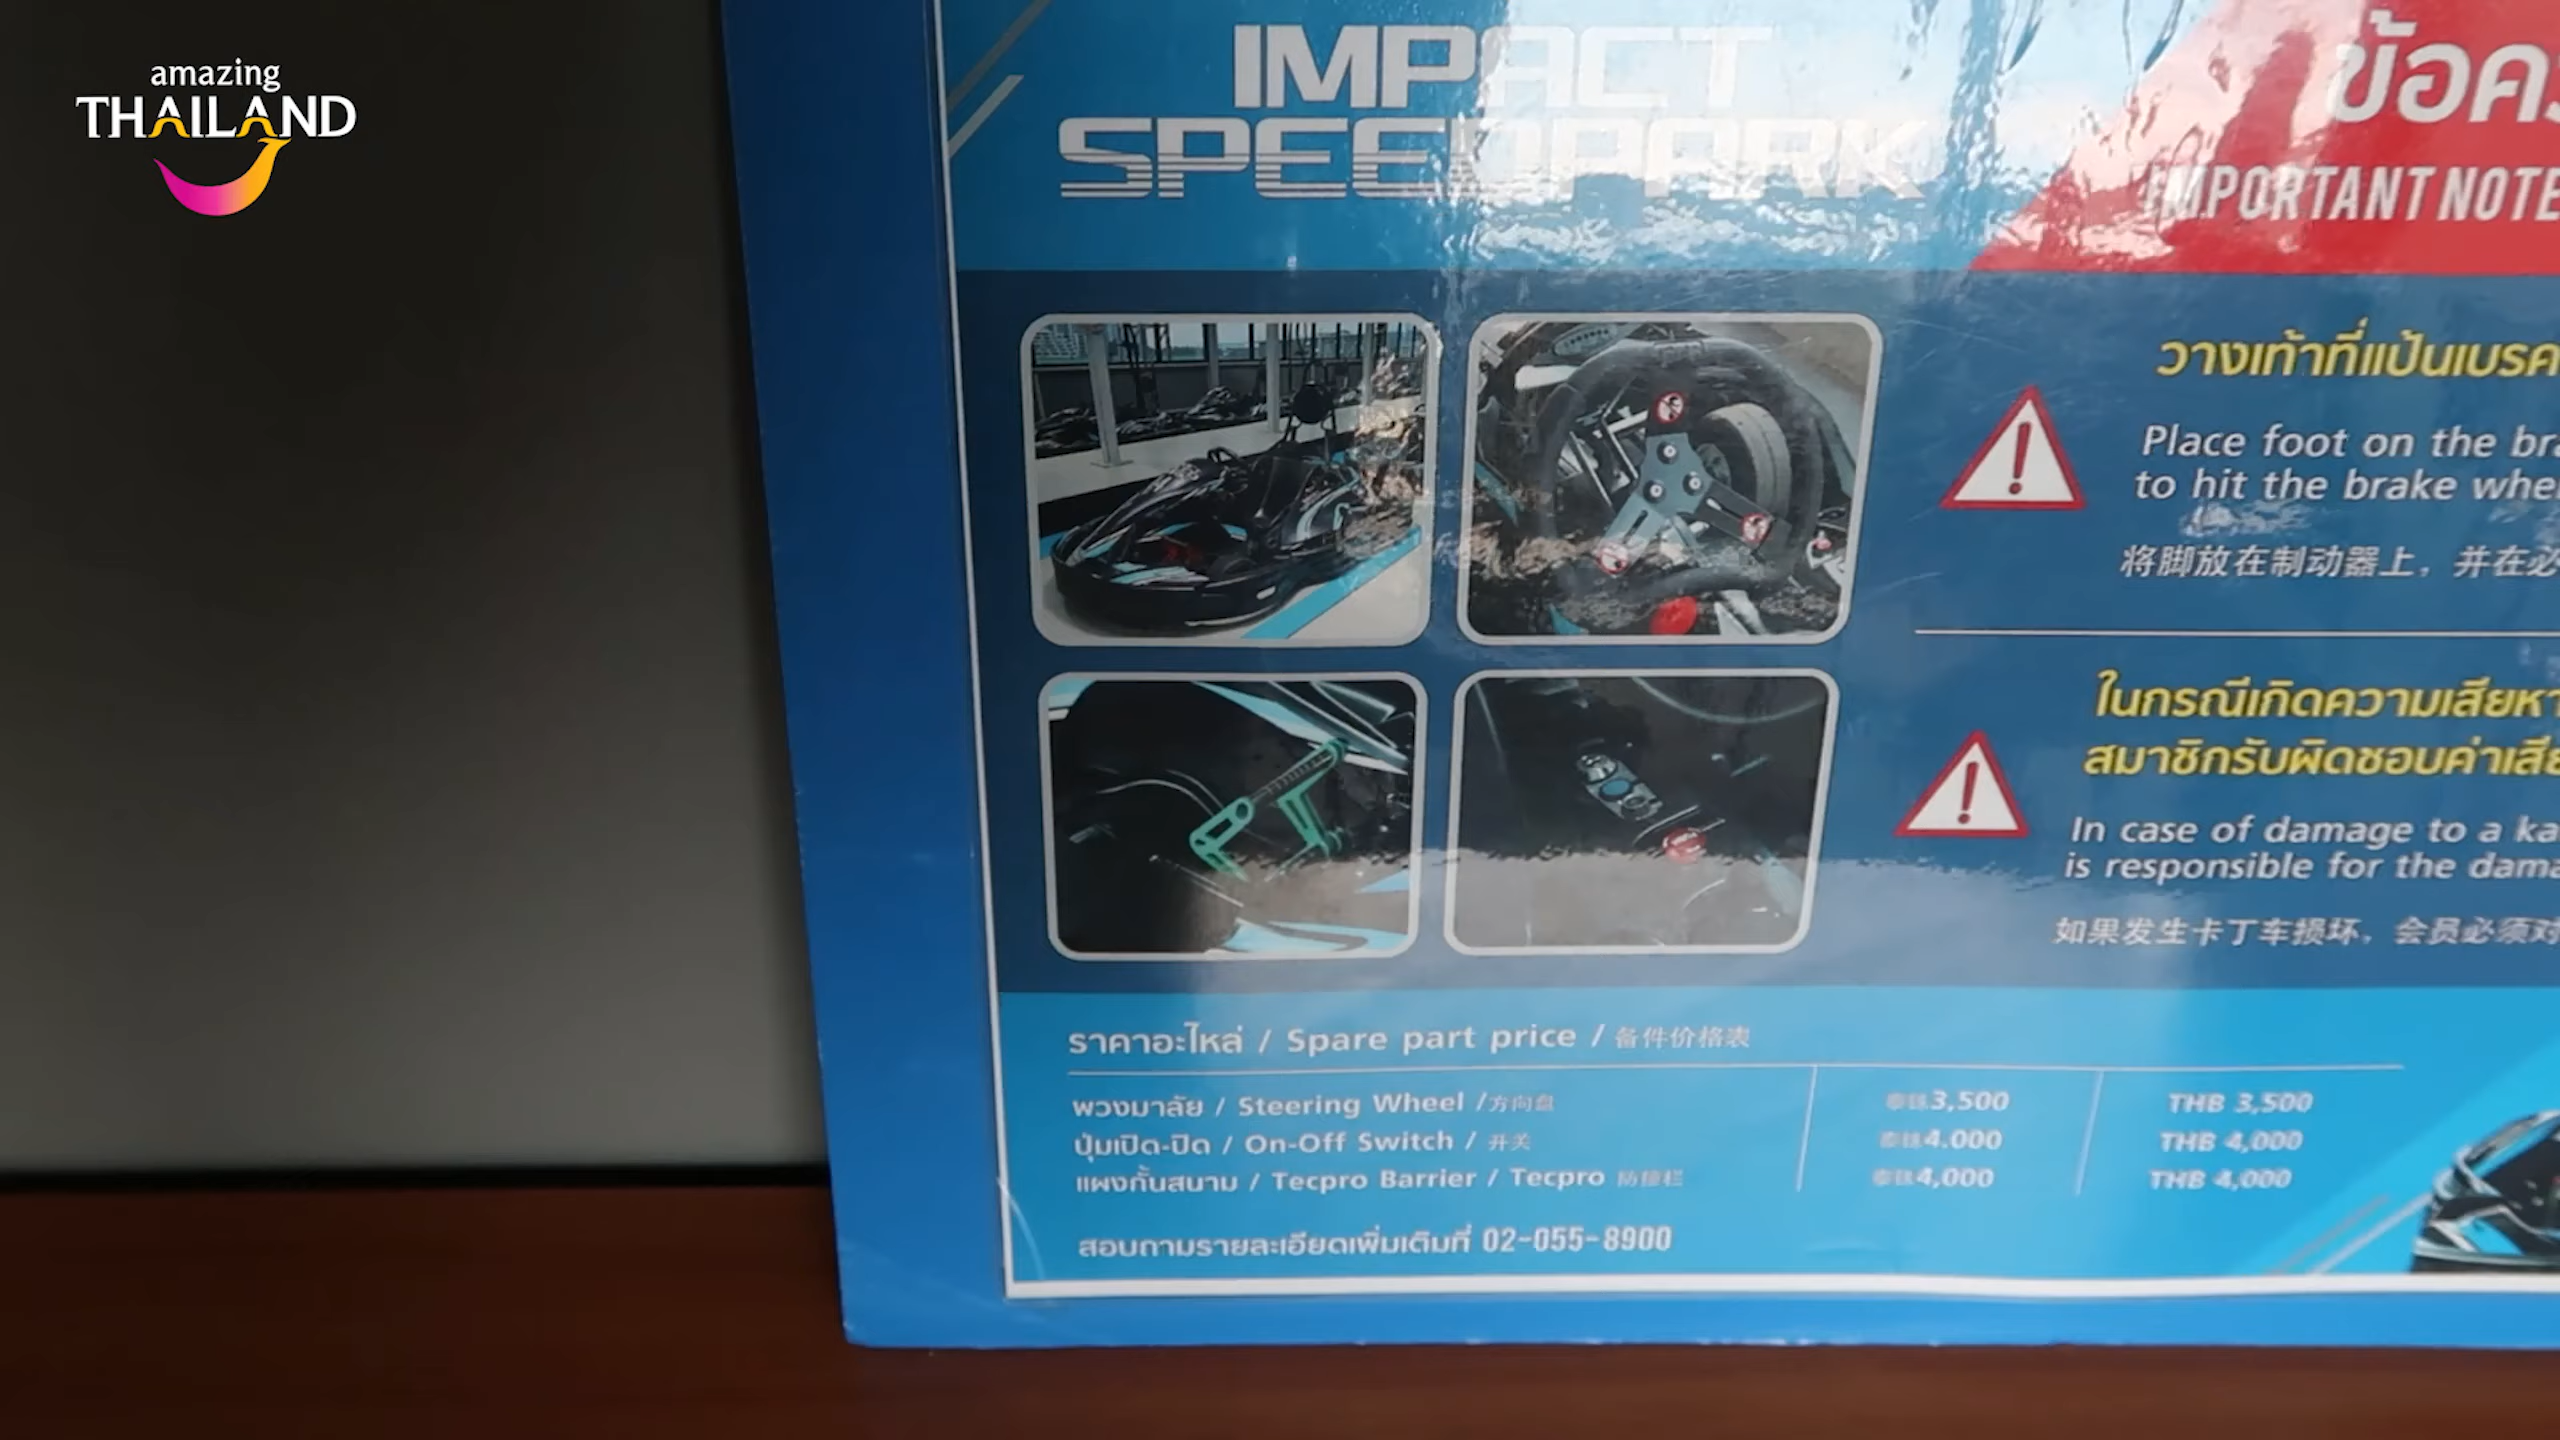 amazing
THAILAND
IMPACT
SPEEDPARK
IMPORTANT NOTE
วางเท้าที่แป้นเบรค
Place foot on the
to hit the brake
将脚放在制动器上，并在必
ในกรณีเกิดความเสียหา
สมาชิกรับผิดชอบค่าเสีย
In case of damage to a
is responsible for the
如果发生卡丁车损坏，会员必须对
ราคาอะไหล่ / Spare part price / 备件价格表
พวงมาลัย / Steering Wheel /方向盘 3,500 THB 3,500
ปุ่มเปิด-ปิด / On-Off Switch / 开关 4.000 THB 4,000
แผงกั้นสนาม / Tecpro Barrier / Tecpro 4,000 THB 4,000
สอบถามรายละเอียดเพิ่มเติมที่ 02-055-8900